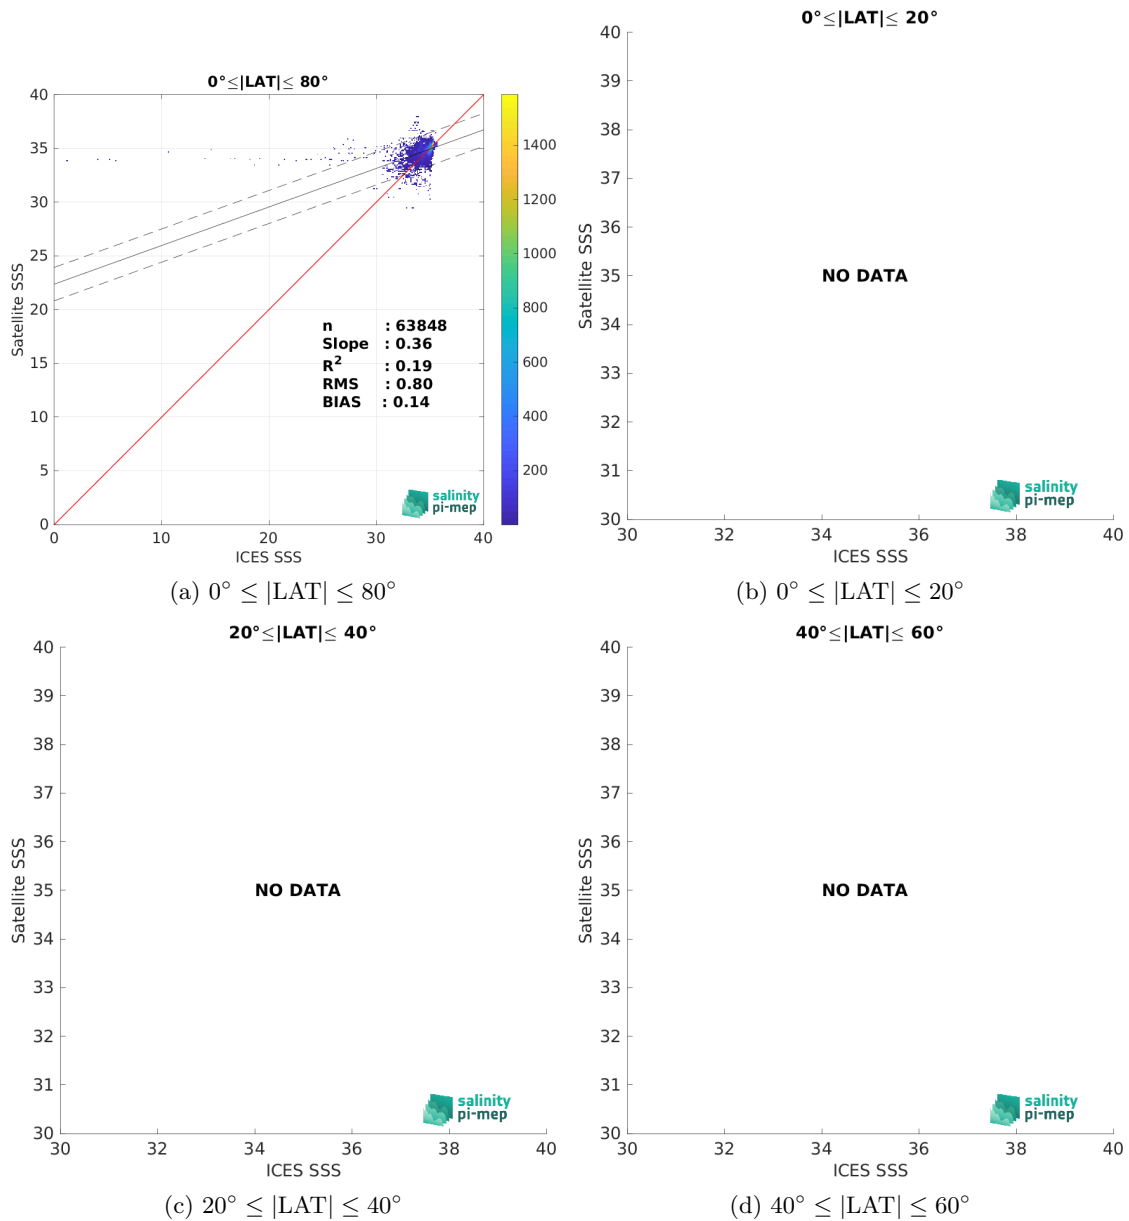 0°≤|LAT|≤ 80°
40
35
30
25
20
15
10
5
0
Satellite SSS
0
10
20
30
40
ICES SSS
1400
1200
1000
800
600
400
200
n : 63848
Slope : 0.36
R2 : 0.19
RMS : 0.80
BIAS : 0.14
salinity
pi-mep
(a) 0° ≤ |LAT| ≤ 80°
0°≤|LAT|≤ 20°
40
39
38
37
36
35
34
33
32
31
30
Satellite SSS
NO DATA
salinity
pi-mep
30
32
34
36
38
40
ICES SSS
(b) 0° ≤ |LAT| ≤ 20°
20°≤|LAT|≤ 40°
40
39
38
37
36
35
34
33
32
31
30
Satellite SSS
NO DATA
salinity
pi-mep
30
32
34
36
38
40
ICES SSS
(c) 20° ≤ |LAT| ≤ 40°
40°≤|LAT|≤ 60°
40
39
38
37
36
35
34
33
32
31
30
Satellite SSS
NO DATA
salinity
pi-mep
30
32
34
36
38
40
ICES SSS
(d) 40° ≤ |LAT| ≤ 60°